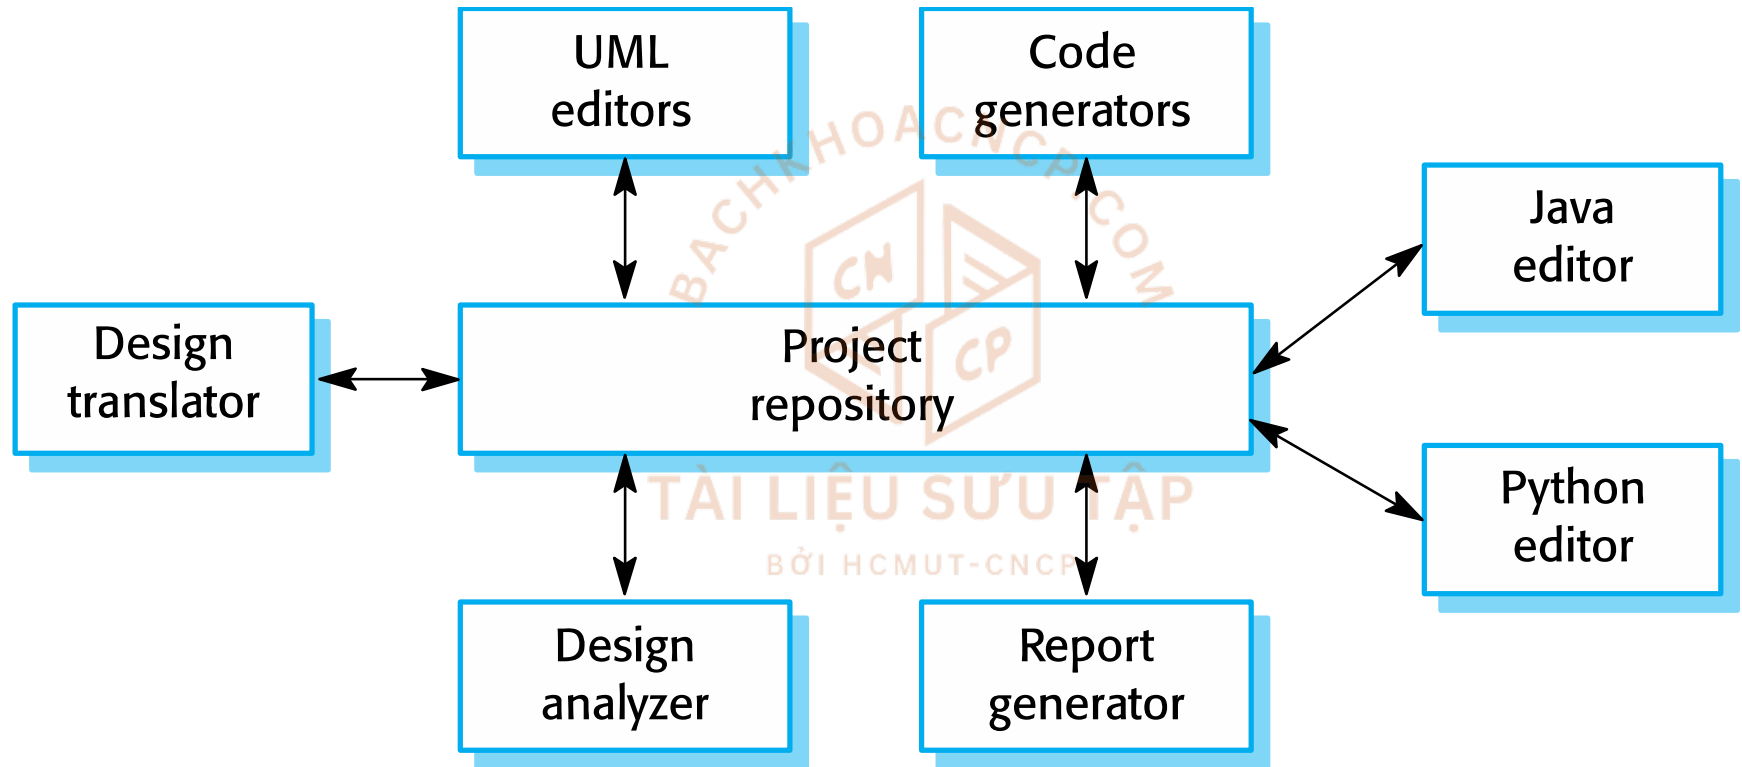 UML
editors
Code
generators
Java
editor
Design
translator
Project
repository
Python
editor
Design
analyzer
Report
generator
BACHKHOACNCP.COM
CN
CP
TÀI LIỆU SƯU TẬP
BỞI HCMUT-CNCP